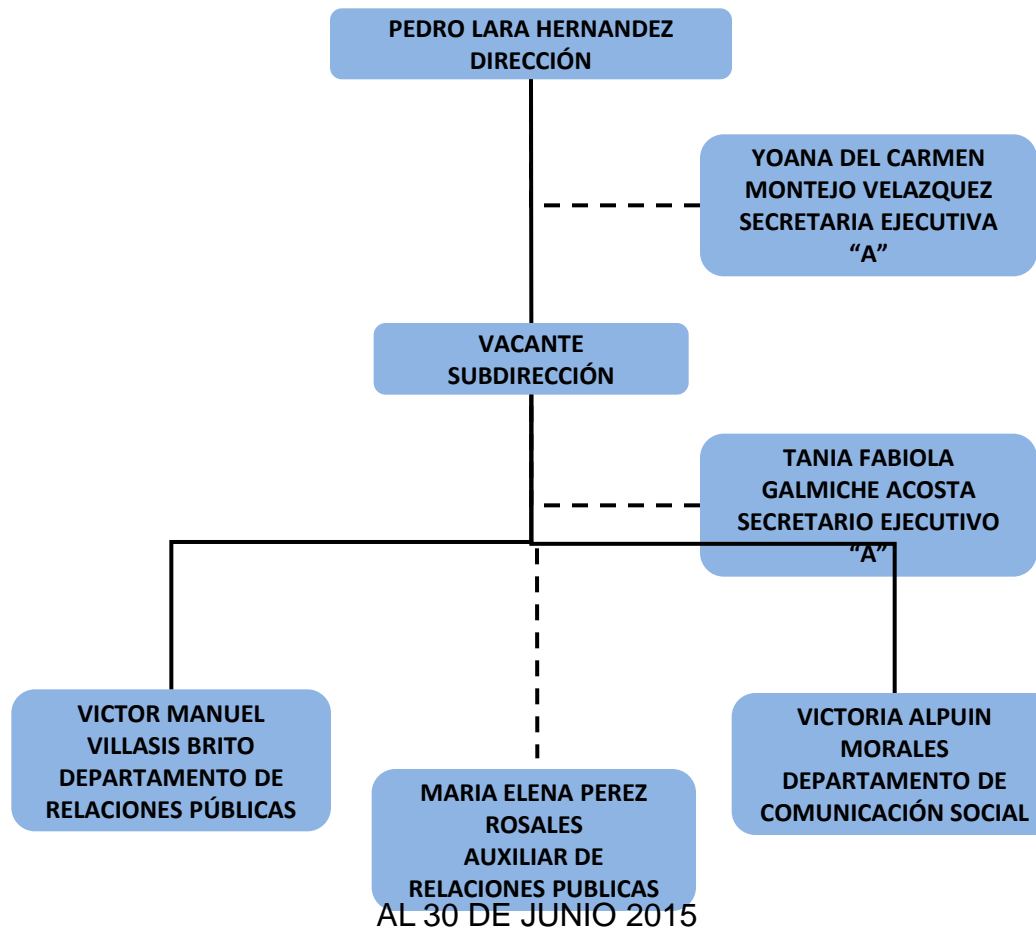 PEDRO LARA HERNANDEZ
DIRECCIÓN
YOANA DEL CARMEN
MONTEJO VELAZQUEZ
SECRETARIA EJECUTIVA
“A”
VACANTE
SUBDIRECCIÓN
TANIA FABIOLA
GALMICHE ACOSTA
SECRETARIO EJECUTIVO
“A”
VICTOR MANUEL
VILLASIS BRITO
DEPARTAMENTO DE
RELACIONES PÚBLICAS
MARIA ELENA PEREZ
ROSALES
AUXILIAR DE
RELACIONES PUBLICAS
VICTORIA ALPUIN
MORALES
DEPARTAMENTO DE
COMUNICACIÓN SOCIAL
AL 30 DE JUNIO 2015